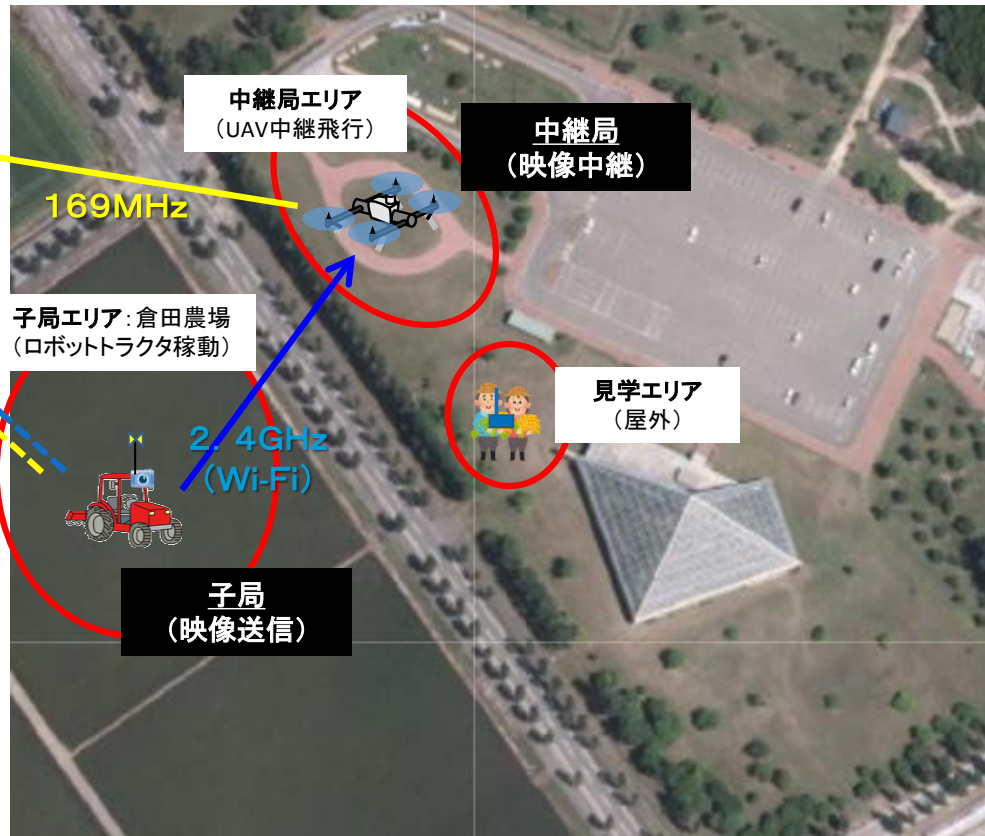 中継局エリア
（UAV中継飛行）
中継局
（映像中継）
169MHz
子局エリア：倉田農場
（ロボットトラクタ稼動）
見学エリア
（屋外）
2．4GHz
（Wi-Fi）
子局
（映像送信）